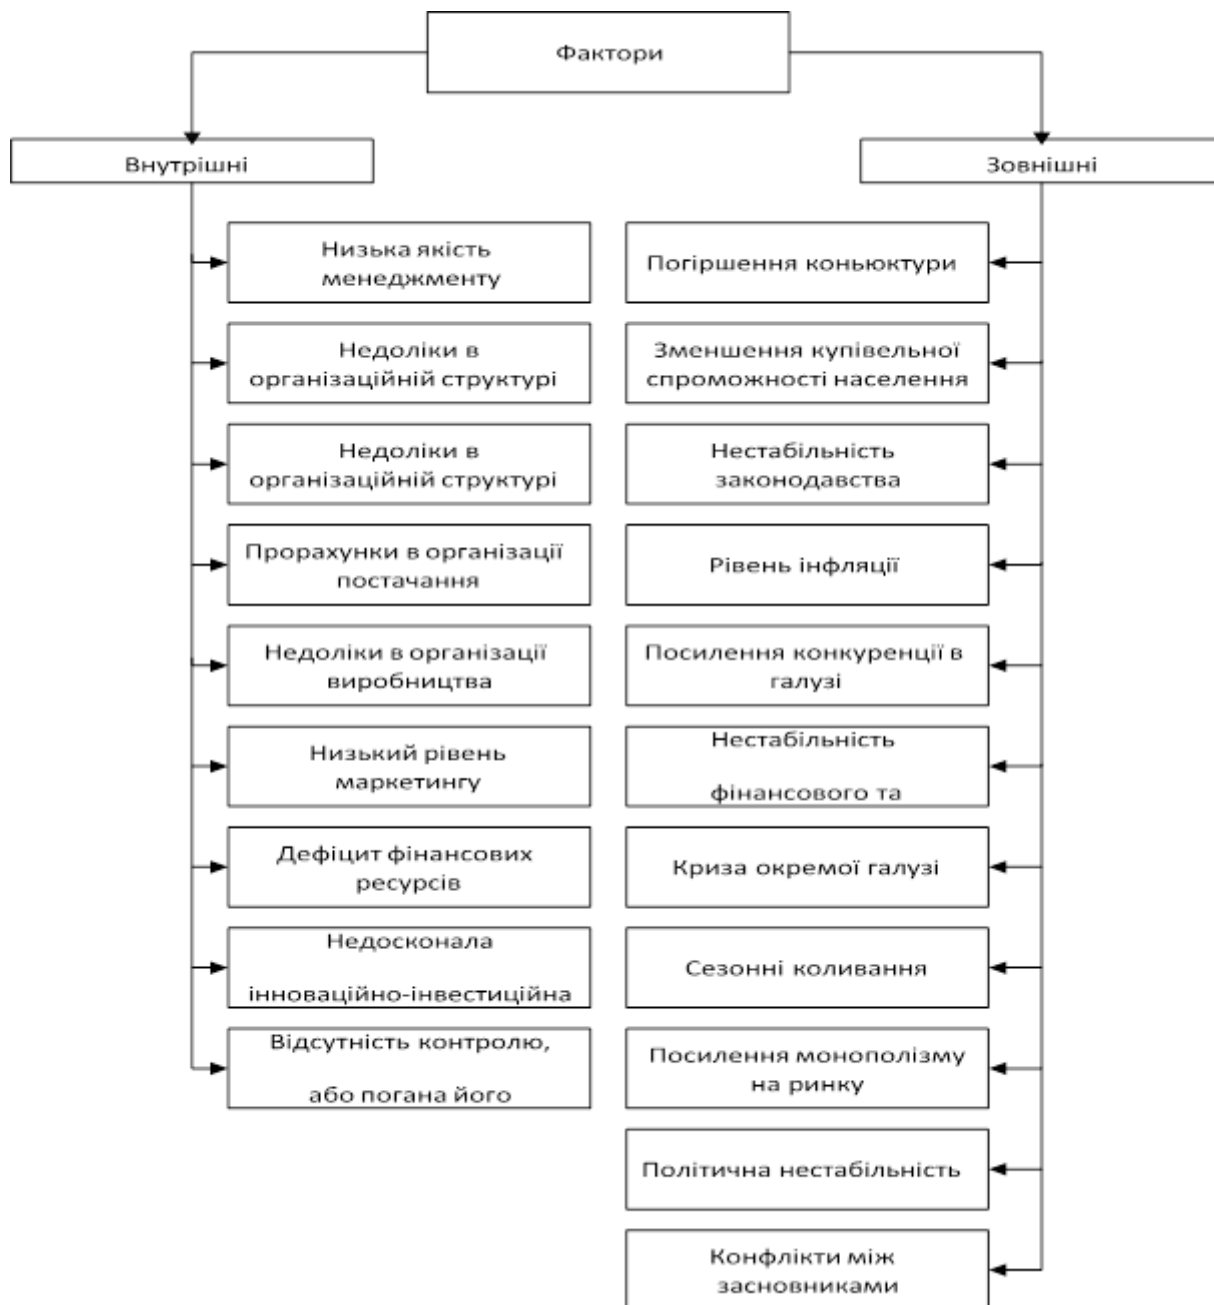 Фактори
Внутрішні
Зовнішні
Низька якість
менеджменту
Недоліки в
організаційній структурі
Недоліки в
організаційній структурі
Прорахунки в організації
постачання
Недоліки в організації
виробництва
Низький рівень
маркетингу
Дефіцит фінансових
ресурсів
Недосконала
інноваційно-інвестиційна
Відсутність контролю,
або погана його
Погіршення коньюктури
Зменшення купівельної
спроможності населення
Нестабільність
законодавства
Рівень інфляції
Посилення конкуренції в
галузі
Нестабільність
фінансового та
Криза окремої галузі
Сезонні коливання
Посилення монополізму
на ринку
Політична нестабільність
Конфлікти між
засновниками